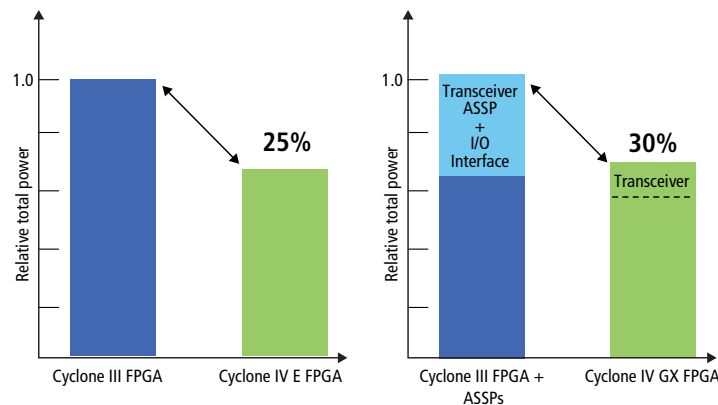 Relative total power
1.0
25%
Cyclone III FPGA
Cyclone IV E FPGA
Relative total power
1.0
Transceiver
ASSP
+
I/O
Interface
30%
Transceiver
Cyclone III FPGA +
ASSPs
Cyclone IV GX FPGA